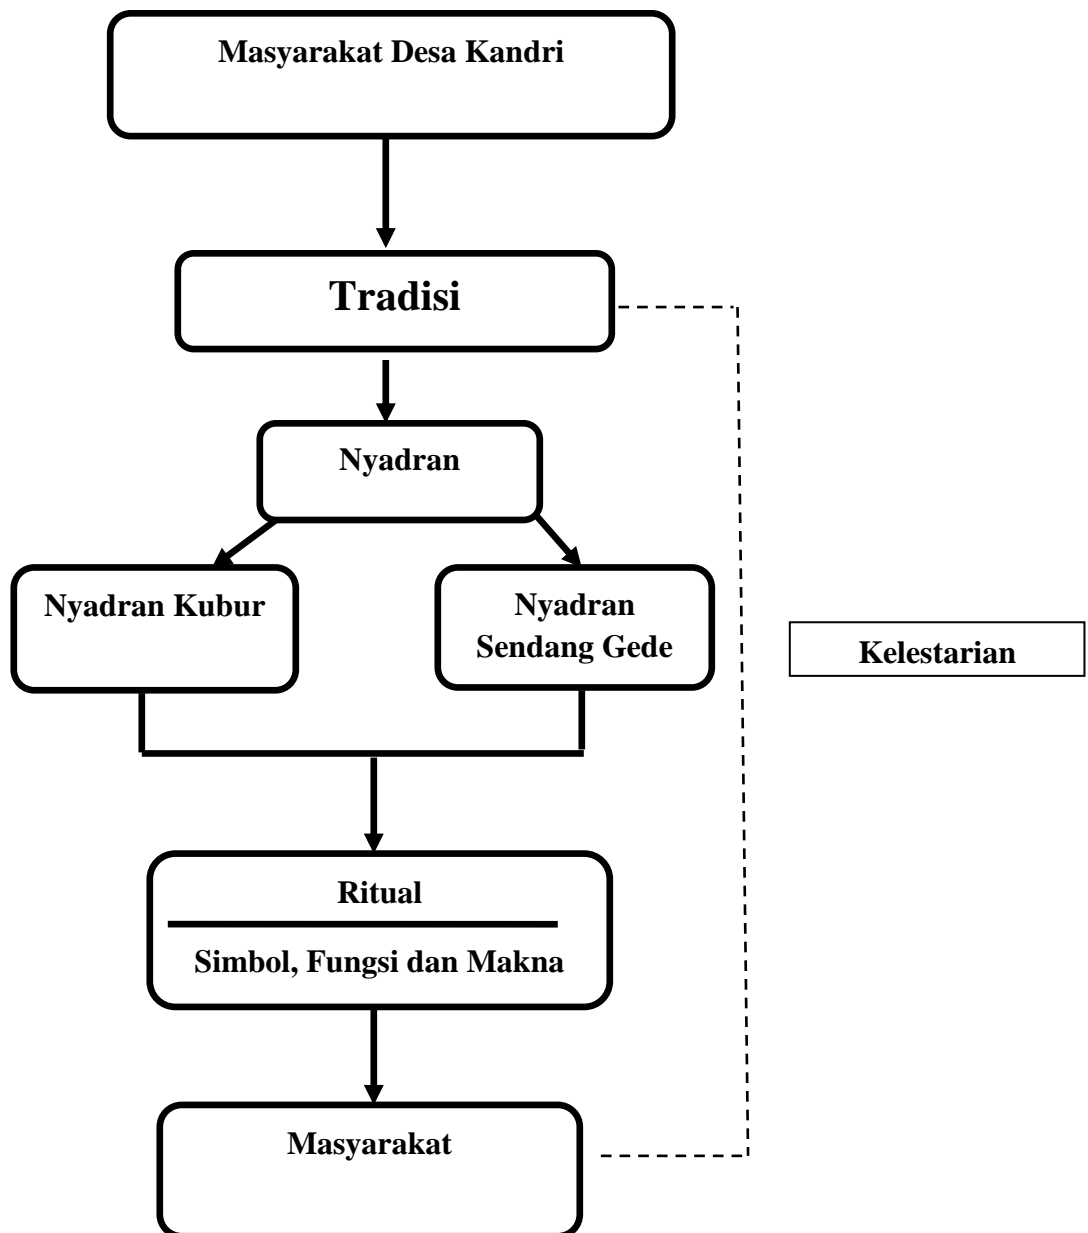 Masyarakat Desa Kandri
Tradisi
Nyadran
Nyadran Kubur
Nyadran
Sendang Gede
Kelestarian
Ritual
Simbol, Fungsi dan Makna
Masyarakat